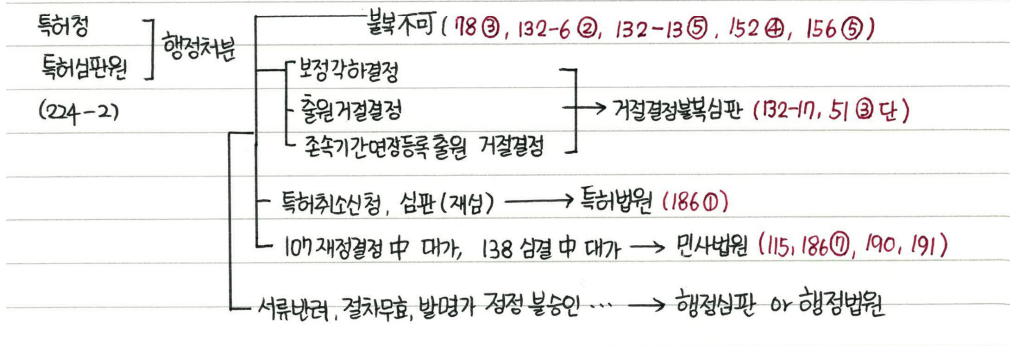 특허청 불복不可 (78③, 132-6②, 132-13⑤, 152④, 156⑤)
행정처분
특허심판원 보정각하결정
(224-2) 출원거절결정 → 거절결정불복심판 (132-17, 51③단)
존속기간연장등록출원 거절결정
특허취소신청, 심판(재심) → 특허법원 (186①)
107 재정결정 中 대가, 138 심결 中 대가 → 민사법원 (115, 186⑦, 190, 191)
서류반려, 절차무효, 발명가 정정 불승인 … → 행정심판 or 행정법원